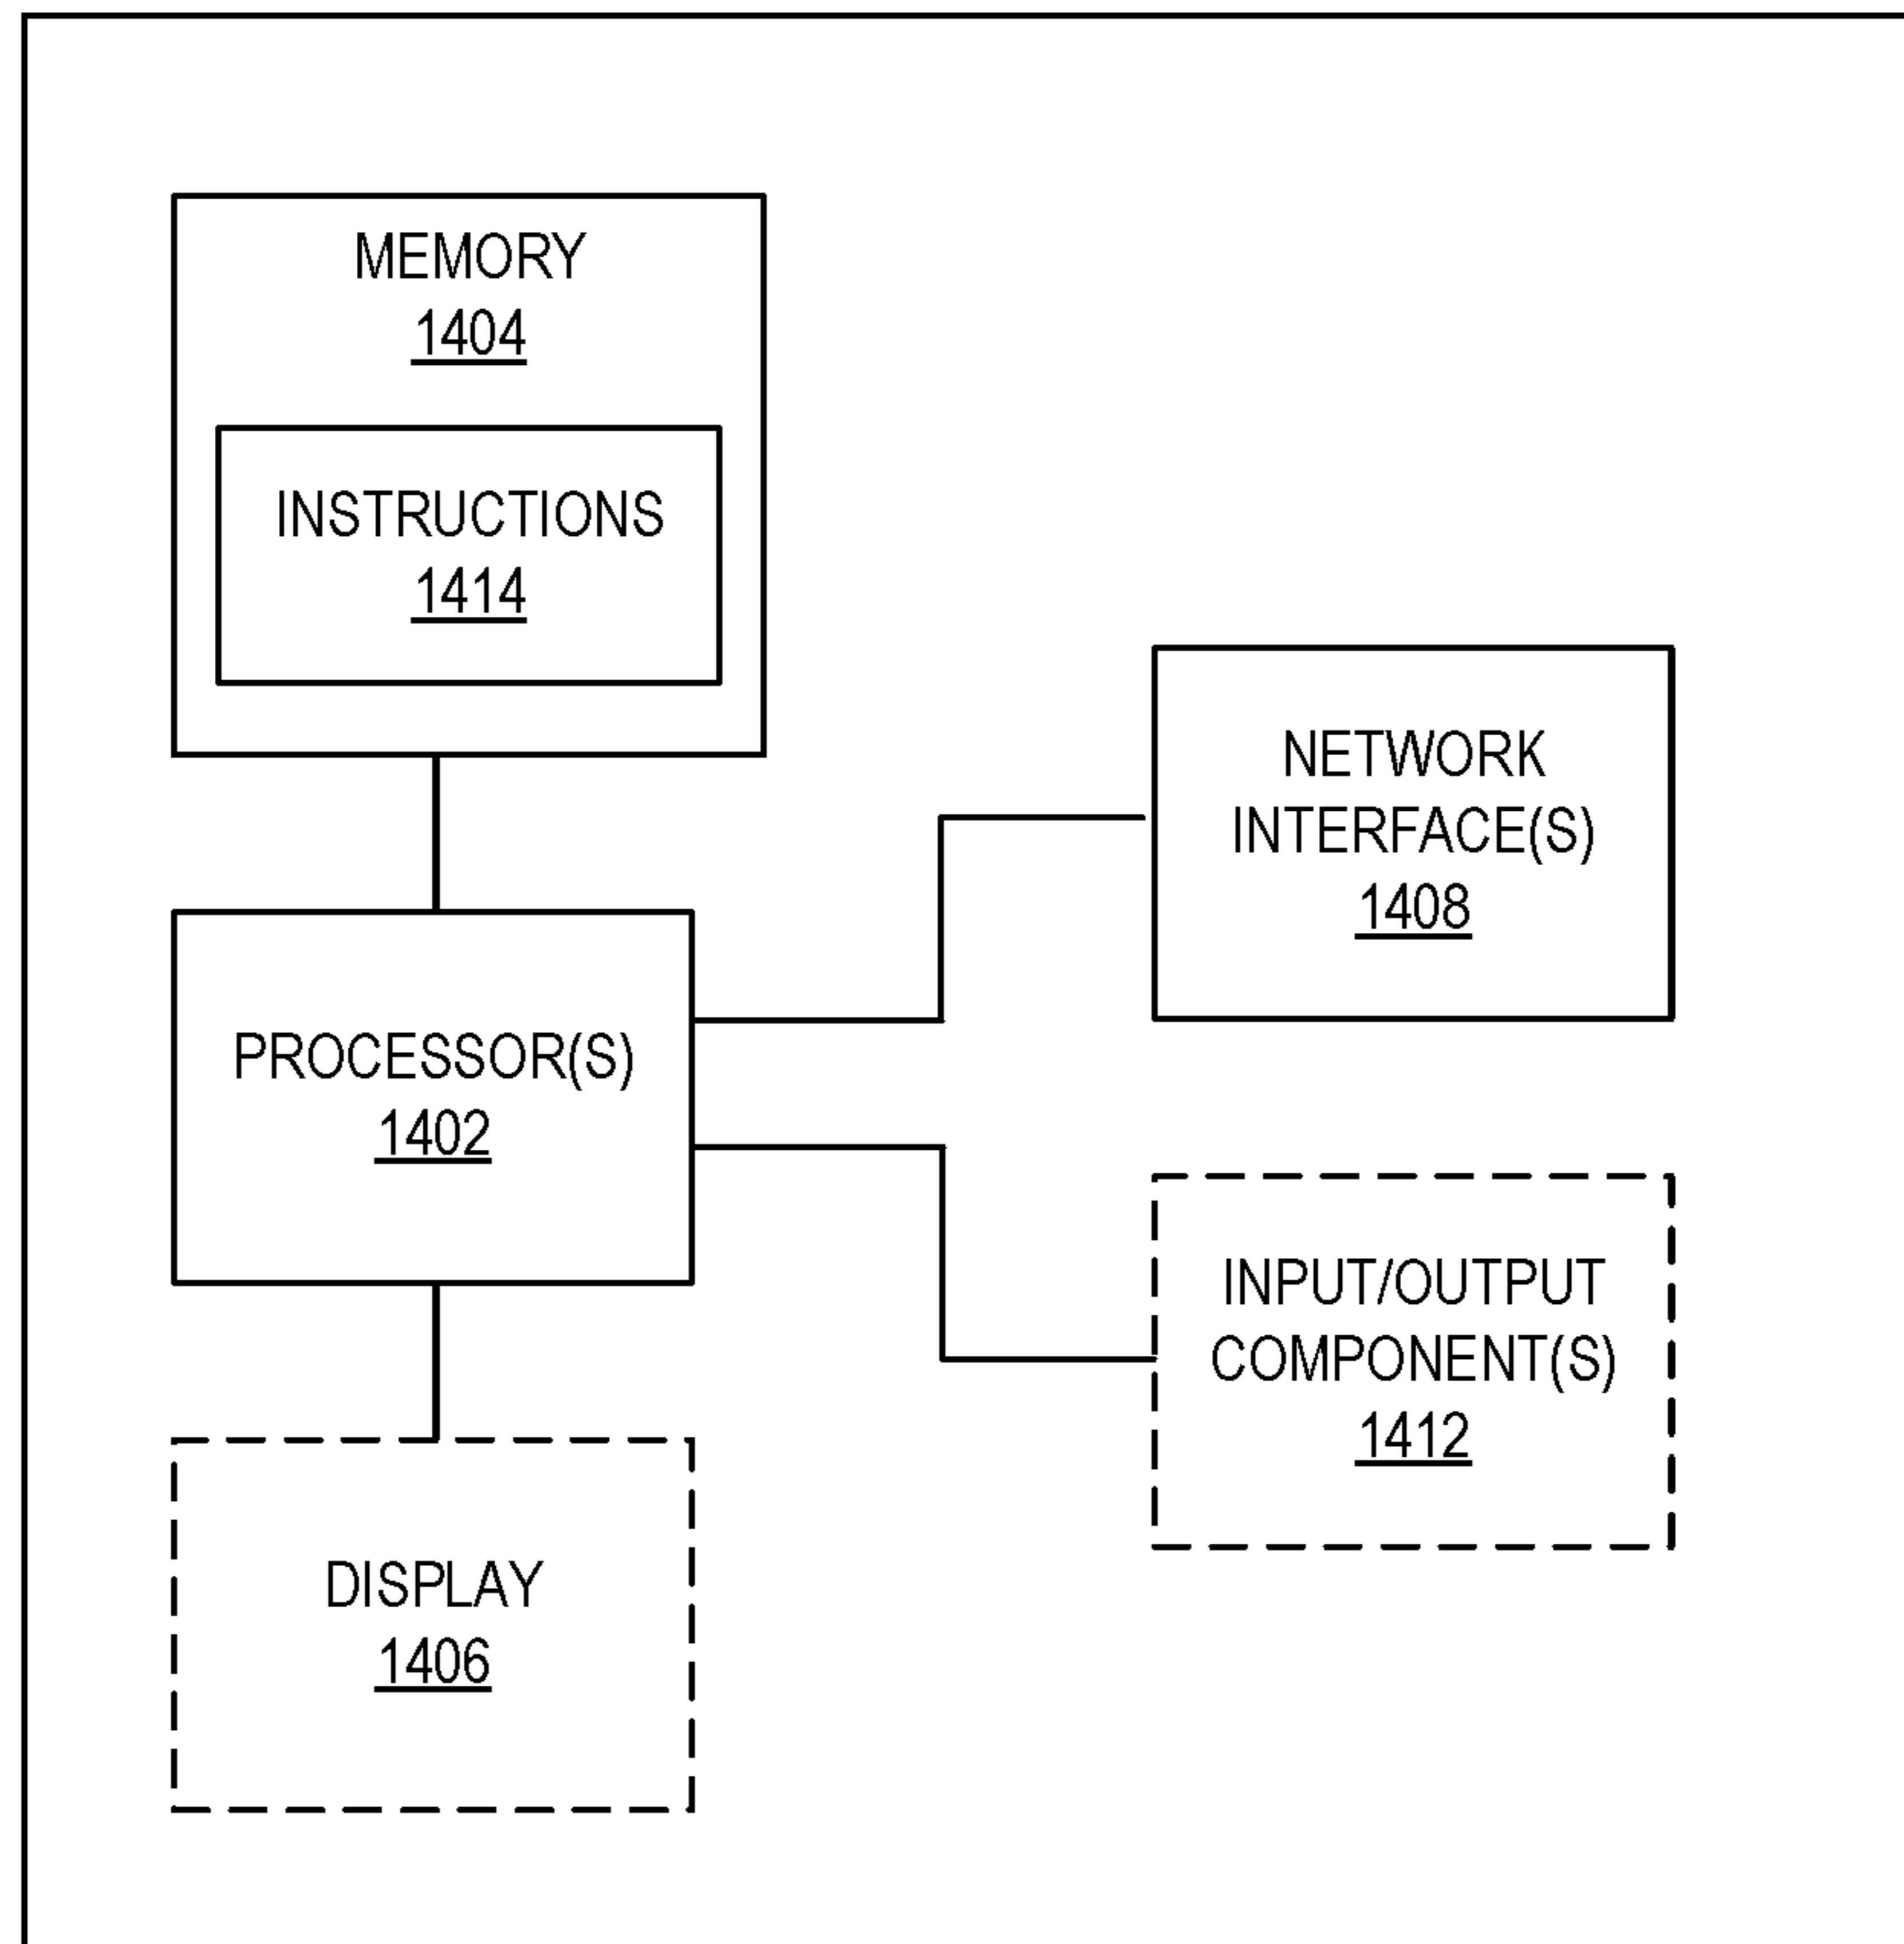 MEMORY
1404
INSTRUCTIONS
1414
NETWORK
INTERFACE(S)
1408
PROCESSOR(S)
1402
INPUT/OUTPUT
COMPONENT(S)
1412
DISPLAY
1406